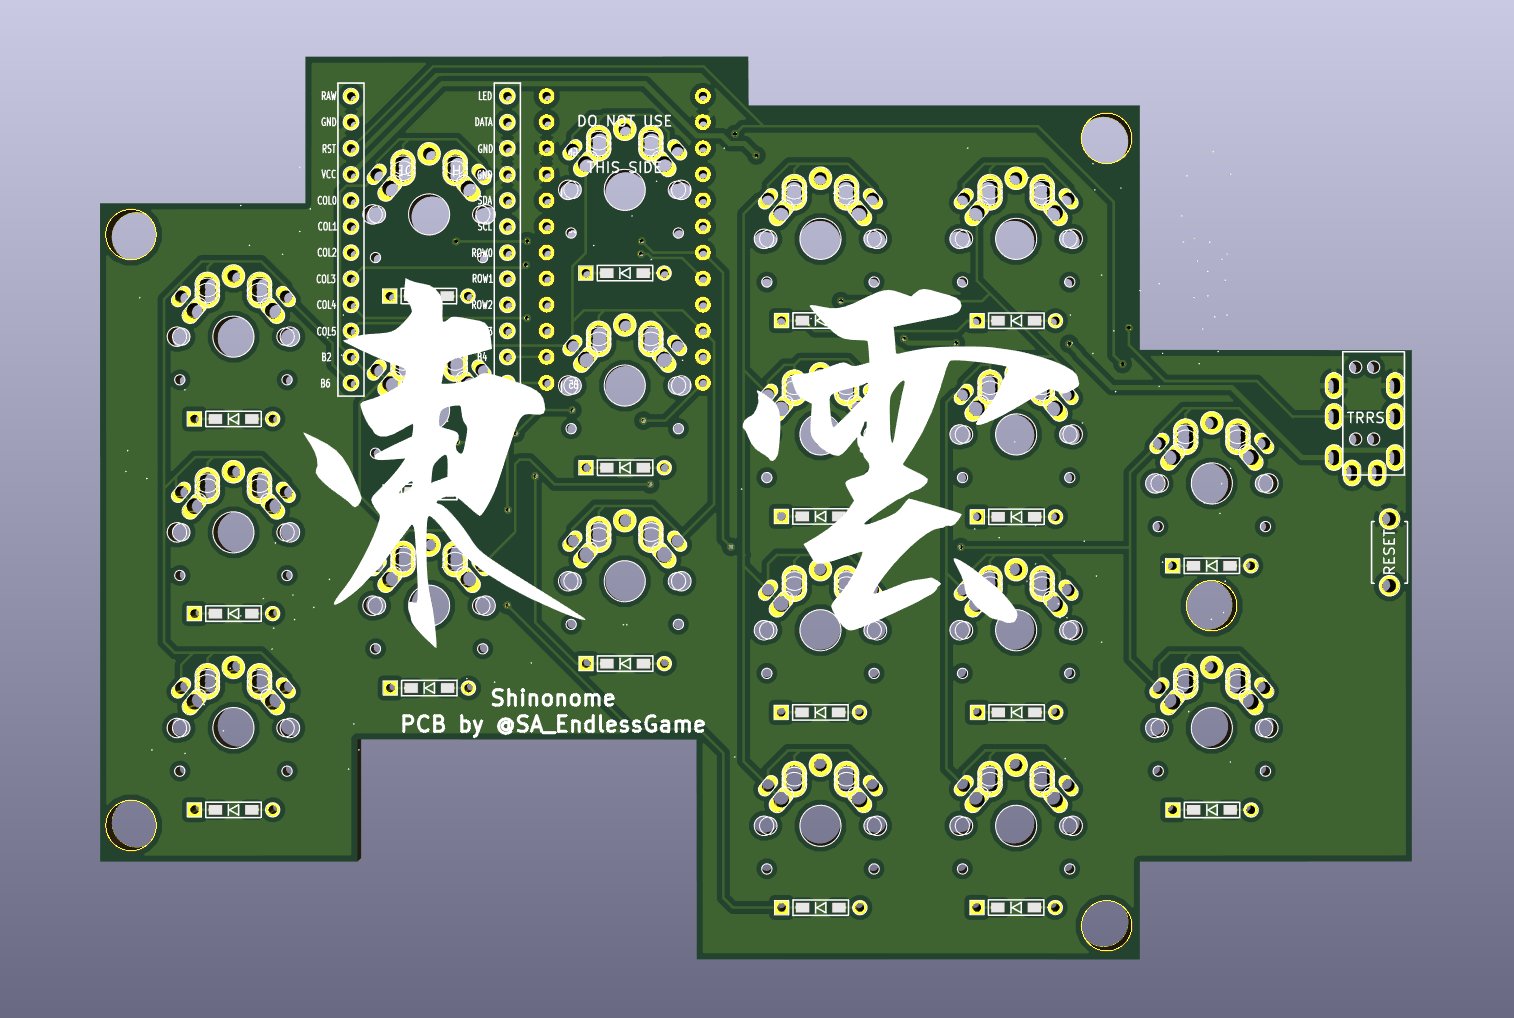 RAW
GND
RST
VCC
COL0
COL1
COL2
COL3
COL4
COL5
B2
B6
LED
DATA
GND
GND
SDA
SCL
ROW0
ROW1
ROW2
B4
DO NOT USE
THIS SIDE
東雲
TRRS
RESET
Shinonome
PCB by @SA_EndlessGame